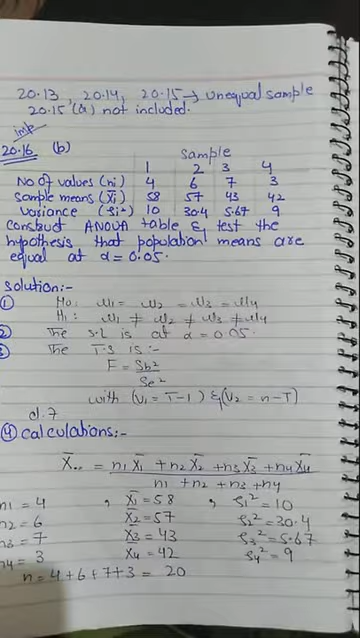 20.13, 20.14, 20.15 → unequal sample
20.15 (a) not included.
imp
20.16 (b)
Sample
1 2 3 4
No of values (ni) 4 6 7 3
Sample means (X̄i) 58 57 43 42
Variance (Si²) 10 30.4 5.67 9
Construct ANOVA table & test the
hypothesis that population means are
equal at α = 0.05.
Solution:-
① H0: μ1 = μ2 = μ3 = μ4
H1: μ1 ≠ μ2 ≠ μ3 ≠ μ4
② The S.L is at α = 0.05.
③ The T.S is:-
F = Sb²/Se²
with (V1 = T-1) & (V2 = n-T)
d.f
④ Calculations:-
X̄.. = n1 X̄1 + n2 X̄2 + n3 X̄3 + n4 X̄4
n1 + n2 + n3 + n4
n1 = 4 , X̄1 = 58 , S1² = 10
n2 = 6 X̄2 = 57 S2² = 30.4
n3 = 7 X̄3 = 43 S3² = 5.67
n4 = 3 X̄4 = 42 S4² = 9
n = 4+6+7+3 = 20